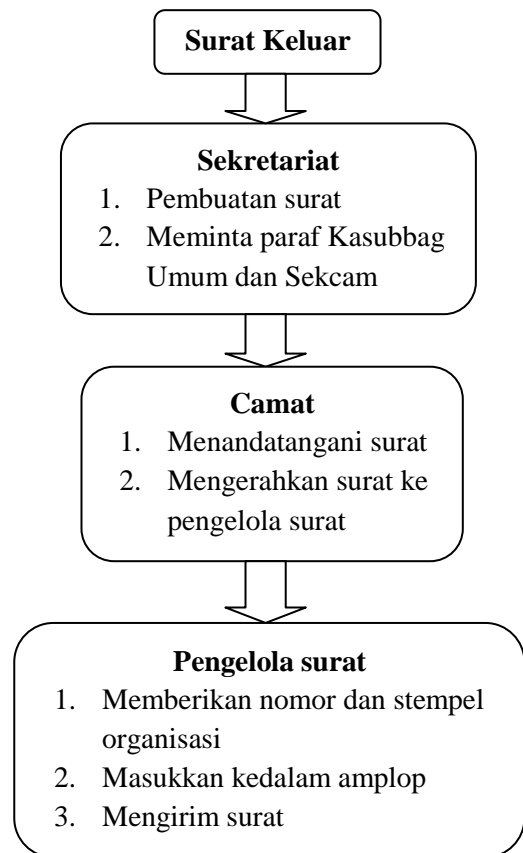 Surat Keluar
Sekretariat
1. Pembuatan surat
2. Meminta paraf Kasubbag
Umum dan Sekcam
Camat
1. Menandatangani surat
2. Mengerahkan surat ke
pengelola surat
Pengelola surat
1. Memberikan nomor dan stempel
organisasi
2. Masukkan kedalam amplop
3. Mengirim surat